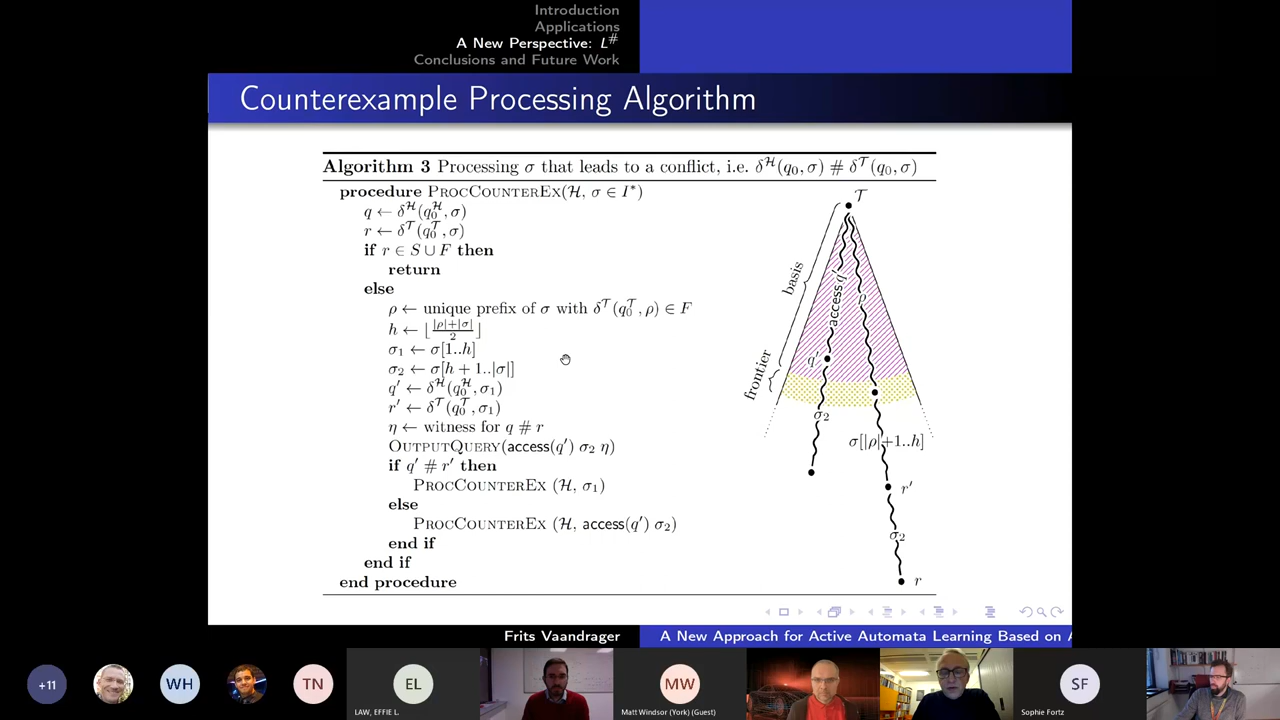 Introduction
Applications
A New Perspective: L#
Conclusions and Future Work
Counterexample Processing Algorithm
Algorithm 3 Processing σ that leads to a conflict, i.e. δ^ℋ(q₀, σ) # δ^𝒯(q₀, σ)
procedure PROCCOUNTEREX(ℋ, σ ∈ I*)
q ← δ^ℋ(q₀^ℋ, σ)
r ← δ^𝒯(q₀^𝒯, σ)
if r ∈ S ∪ F then
return
else
ρ ← unique prefix of σ with δ^𝒯(q₀^𝒯, ρ) ∈ F
h ← ⌊(|ρ|+|σ|)/2⌋
σ₁ ← σ[1..h]
σ₂ ← σ[h + 1..|σ|]
q′ ← δ^ℋ(q₀^ℋ, σ₁)
r′ ← δ^𝒯(q₀^𝒯, σ₁)
η ← witness for q # r
OUTPUTQUERY(access(q′) σ₂ η)
if q′ # r′ then
PROCCOUNTEREX (ℋ, σ₁)
else
PROCCOUNTEREX (ℋ, access(q′) σ₂)
end if
end if
end procedure
𝒯
basis
frontier
access q′
ρ
q′
σ₂
σ[|ρ|+1..h]
r′
σ₂
r
Frits Vaandrager
A New Approach for Active Automata Learning Based on A
+11
WH
TN
EL
LAW, EFFIE L.
MW
Matt Windsor (York) (Guest)
SF
Sophie Fortz